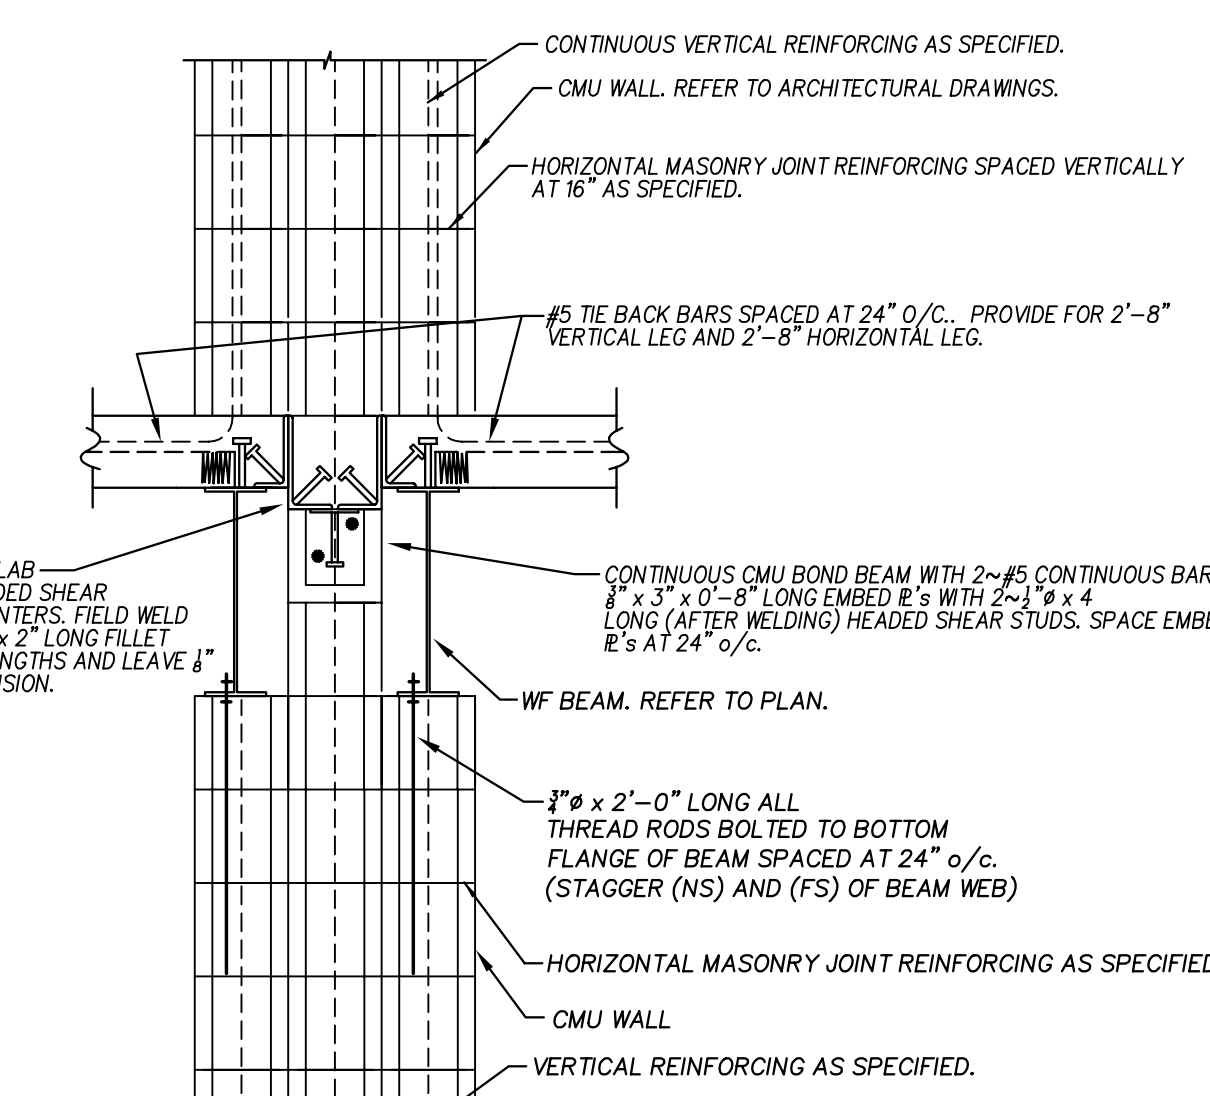 CONTINUOUS VERTICAL REINFORCING AS SPECIFIED.
CMU WALL. REFER TO ARCHITECTURAL DRAWINGS.
HORIZONTAL MASONRY JOINT REINFORCING SPACED VERTICALLY
AT 16" AS SPECIFIED.
#5 TIE BACK BARS SPACED AT 24" O/C.. PROVIDE FOR 2'-8"
VERTICAL LEG AND 2'-8" HORIZONTAL LEG.
LAB
DED SHEAR
NTERS. FIELD WELD
x 2" LONG FILLET
NGTHS AND LEAVE 1/8"
SION.
CONTINUOUS CMU BOND BEAM WITH 2~#5 CONTINUOUS BAR
3/8" x 3" x 0'-8" LONG EMBED ℙL's WITH 2~1/2"ø x 4
LONG (AFTER WELDING) HEADED SHEAR STUDS. SPACE EMBE
PL's AT 24" o/c.
WF BEAM. REFER TO PLAN.
3/4"ø x 2'-0" LONG ALL
THREAD RODS BOLTED TO BOTTOM
FLANGE OF BEAM SPACED AT 24" o/c.
(STAGGER (NS) AND (FS) OF BEAM WEB)
HORIZONTAL MASONRY JOINT REINFORCING AS SPECIFIED
CMU WALL
VERTICAL REINFORCING AS SPECIFIED.